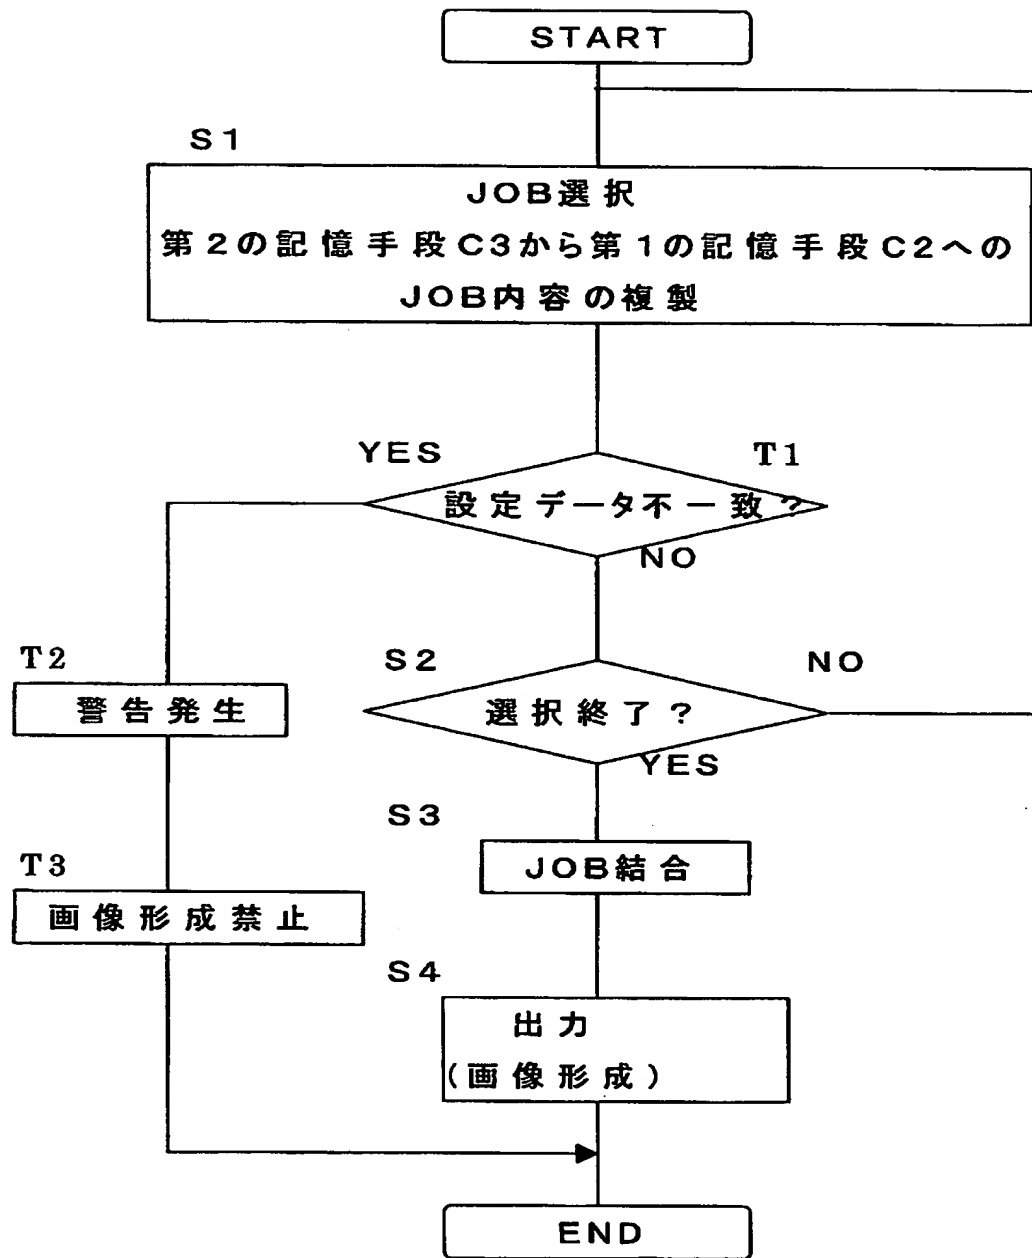 START
S1
JOB選択
第2の記憶手段C3から第1の記憶手段C2への
JOB内容の複製
YES
T1
設定データ不一致?
NO
T2
S2
NO
警告発生
選択終了?
YES
S3
JOB結合
T3
画像形成禁止
S4
出力
(画像形成)
END